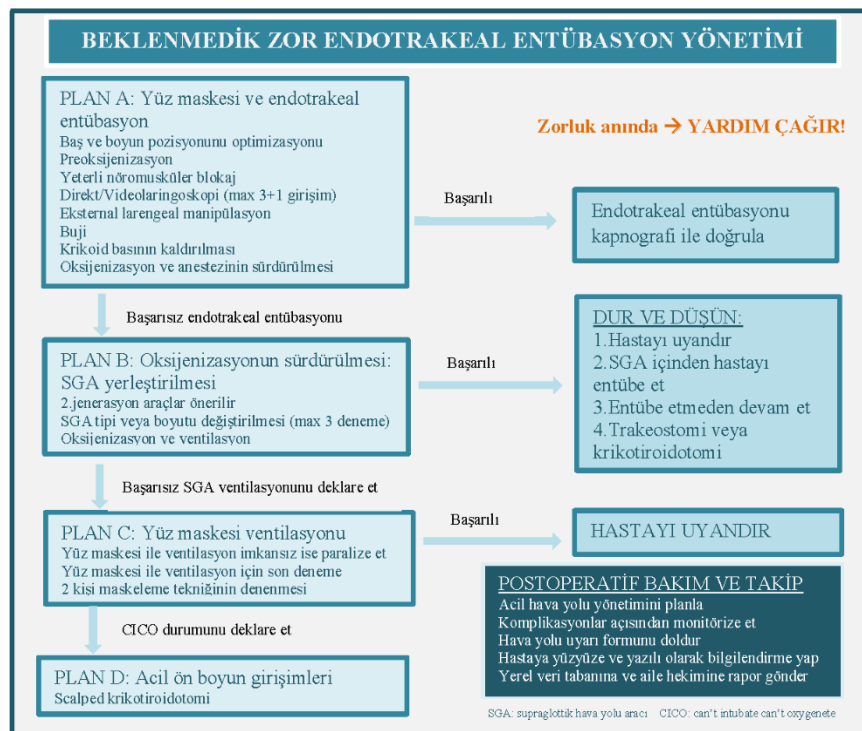 BEKLENMEDİK ZOR ENDOTRAKEAL ENTÜBASYON YÖNETİMİ
PLAN A: Yüz maskesi ve endotrakeal
entübasyon
Baş ve boyun pozisyonunu optimizasyonu
Preoksijenizasyon
Yeterli nöromusküler blokaj
Direkt/Videolaringoskopi (max 3+1 girişim)
Eksternal larengeal manipülasyon
Buji
Krikoid basının kaldırılması
Oksijenizasyon ve anestezinin sürdürülmesi
Zorluk anında → YARDIM ÇAĞIR!
Başarılı
Endotrakeal entübasyonu
kapnografi ile doğrula
Başarısız endotrakeal entübasyonu
PLAN B: Oksijenizasyonun sürdürülmesi:
SGA yerleştirilmesi
2.jenerasyon araçlar önerilir
SGA tipi veya boyutu değiştirilmesi (max 3 deneme)
Oksijenizasyon ve ventilasyon
Başarılı
DUR VE DÜŞÜN:
1.Hastayı uyandır
2.SGA içinden hastayı
entübe et
3.Entübe etmeden devam et
4.Trakeostomi veya
krikotiroidotomi
Başarısız SGA ventilasyonunu deklare et
PLAN C: Yüz maskesi ventilasyonu
Yüz maskesi ile ventilasyon imkansız ise paralize et
Yüz maskesi ile ventilasyon için son deneme
2 kişi maskeleme tekniğinin denenmesi
Başarılı
HASTAYI UYANDIR
CICO durumunu deklare et
PLAN D: Acil ön boyun girişimleri
Scalped krikotiroidotomi
POSTOPERATİF BAKIM VE TAKİP
Acil hava yolu yönetimini planla
Komplikasyonlar açısından monitörize et
Hava yolu uyarı formunu doldur
Hastaya yüzyüze ve yazılı olarak bilgilendirme yap
Yerel veri tabanına ve aile hekimine rapor gönder
SGA: supraglottik hava yolu aracı CICO: can't intubate can't oxygenete